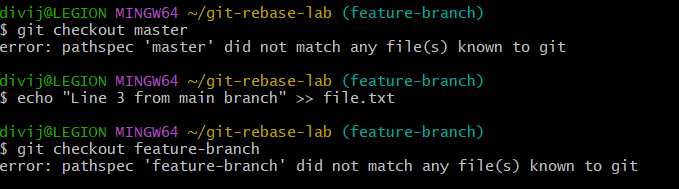 divij@LEGION MINGW64 ~/git-rebase-lab (feature-branch)
$ git checkout master
error: pathspec 'master' did not match any file(s) known to git
divij@LEGION MINGW64 ~/git-rebase-lab (feature-branch)
$ echo "Line 3 from main branch" >> file.txt
divij@LEGION MINGW64 ~/git-rebase-lab (feature-branch)
$ git checkout feature-branch
error: pathspec 'feature-branch' did not match any file(s) known to git